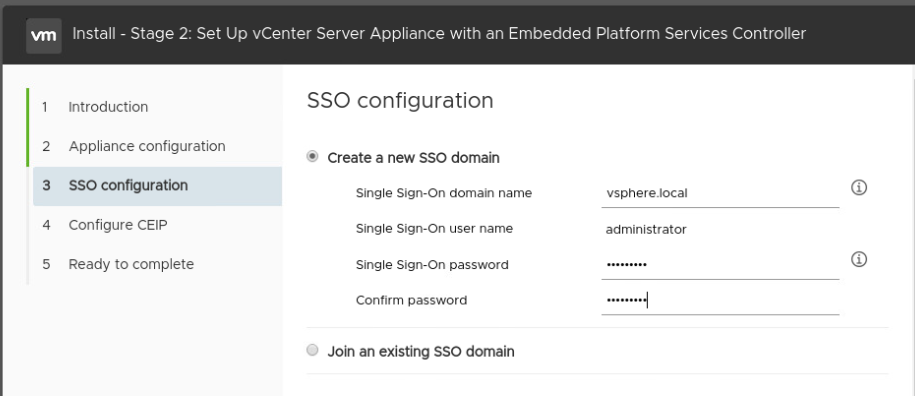 vm Install - Stage 2: Set Up vCenter Server Appliance with an Embedded Platform Services Controller
1 Introduction
2 Appliance configuration
3 SSO configuration
4 Configure CEIP
5 Ready to complete
SSO configuration
Create a new SSO domain
Single Sign-On domain name vsphere.local
Single Sign-On user name administrator
Single Sign-On password •••••••••
Confirm password •••••••••
Join an existing SSO domain